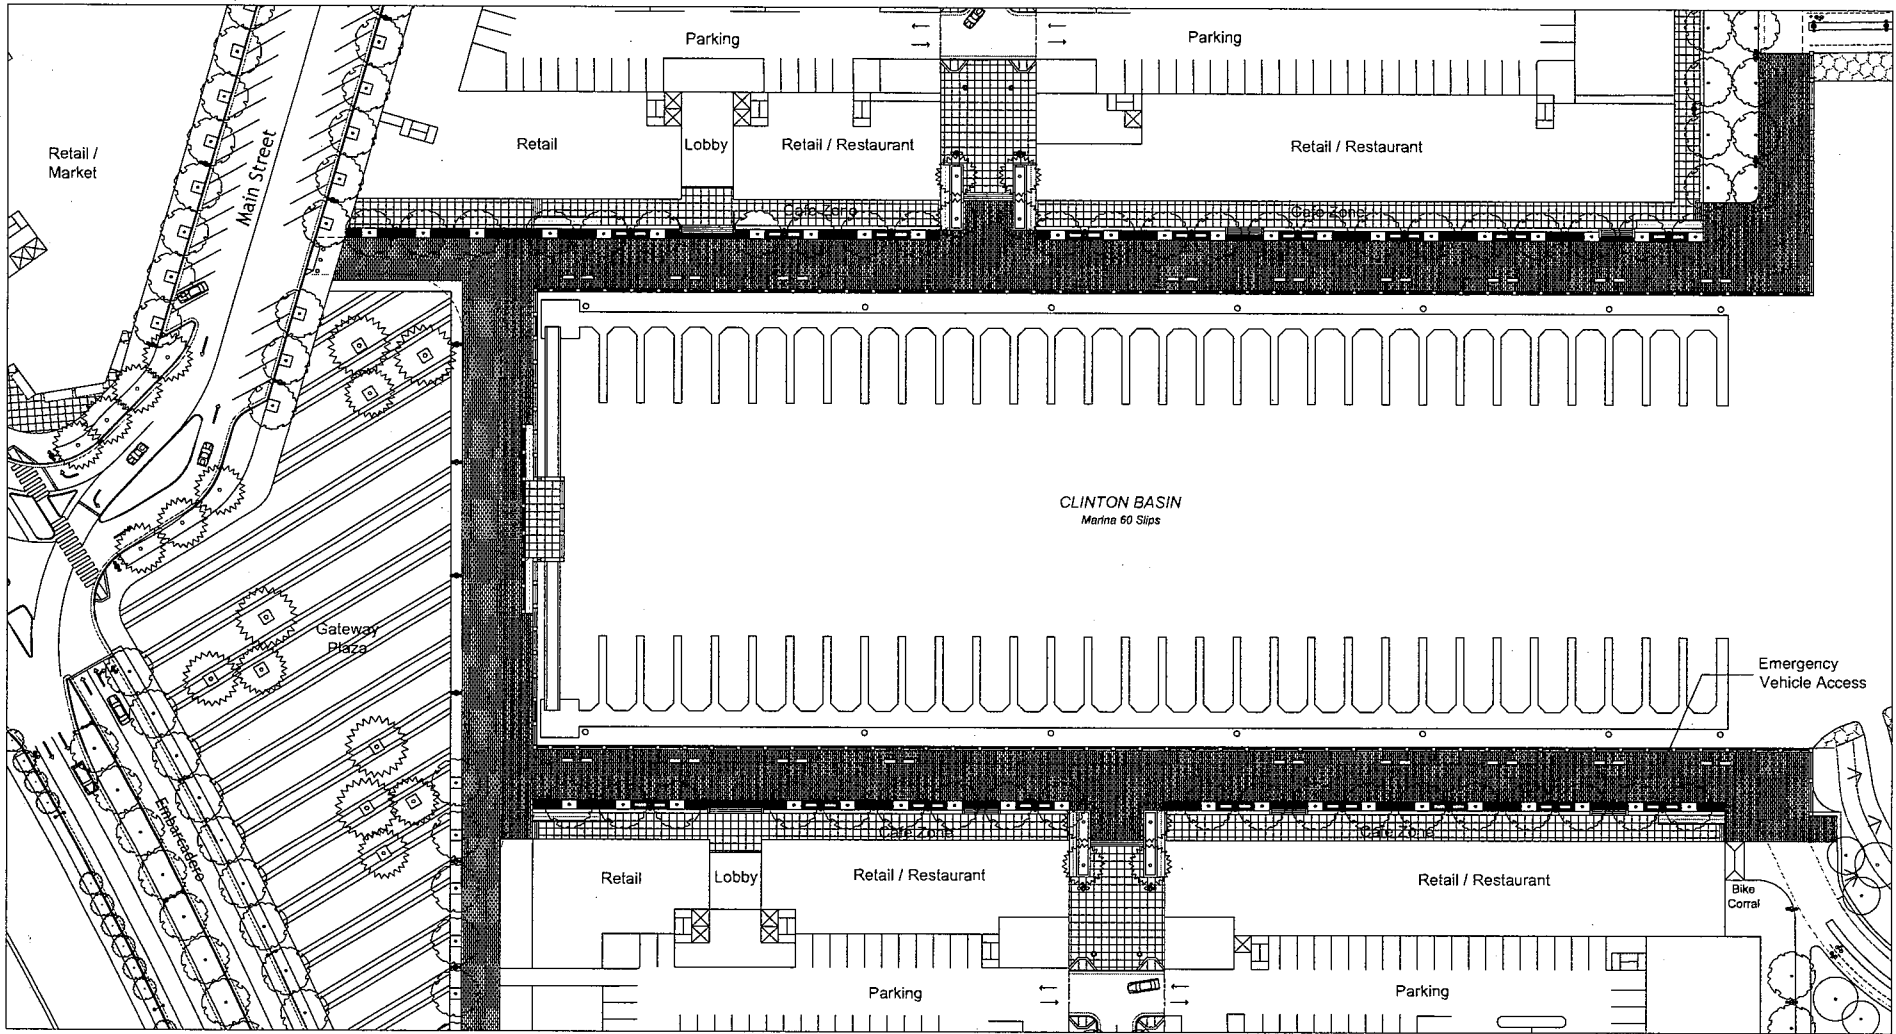 Parking
Parking
Retail /
Market
Main Street
Retail
Lobby
Retail / Restaurant
Retail / Restaurant
Cafe Zone
Cafe Zone
CLINTON BASIN
Marina 60 Slips
Gateway
Plaza
Emergency
Vehicle Access
Embarcadero
Cafe Zone
Cafe Zone
Retail
Lobby
Retail / Restaurant
Retail / Restaurant
Bike
Corral
Parking
Parking